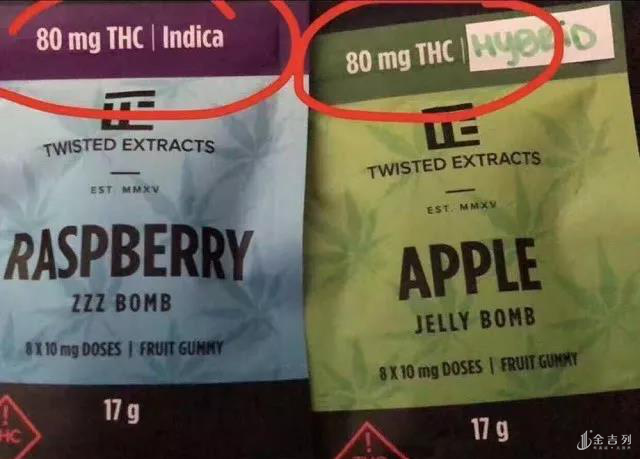 80 mg THC | Indica
TWISTED EXTRACTS
EST. MMXV
RASPBERRY
ZZZ BOMB
8 X 10 mg DOSES | FRUIT GUMMY
17 g
!
THC
80 mg THC | HYBRiD
TWISTED EXTRACTS
EST. MMXV
APPLE
JELLY BOMB
8 X 10 mg DOSES | FRUIT GUMMY
17 g
!
THC
金吉列